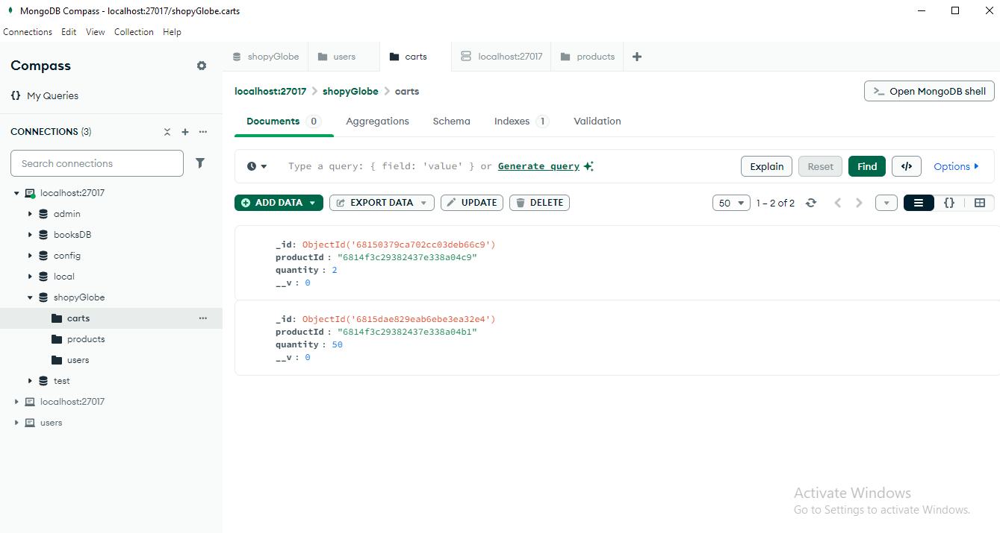 MongoDB Compass - localhost:27017/shopyGlobe.carts
Connections Edit View Collection Help
Compass
{} My Queries
CONNECTIONS (3)
Search connections
localhost:27017
admin
booksDB
config
local
shopyGlobe
carts
products
users
test
localhost:27017
users
shopyGlobe users carts localhost:27017 products
localhost:27017 > shopyGlobe > carts
>_ Open MongoDB shell
Documents 0 Aggregations Schema Indexes 1 Validation
Type a query: { field: 'value' } or Generate query
Explain Reset Find </> Options
ADD DATA EXPORT DATA UPDATE DELETE
50 1 – 2 of 2 {}
_id: ObjectId('68150379ca702cc03deb66c9')
productId : "6814f3c29382437e338a04c9"
quantity : 2
__v : 0
_id: ObjectId('6815dae829eab6ebe3ea32e4')
productId : "6814f3c29382437e338a04b1"
quantity : 50
__v : 0
Activate Windows
Go to Settings to activate Windows.